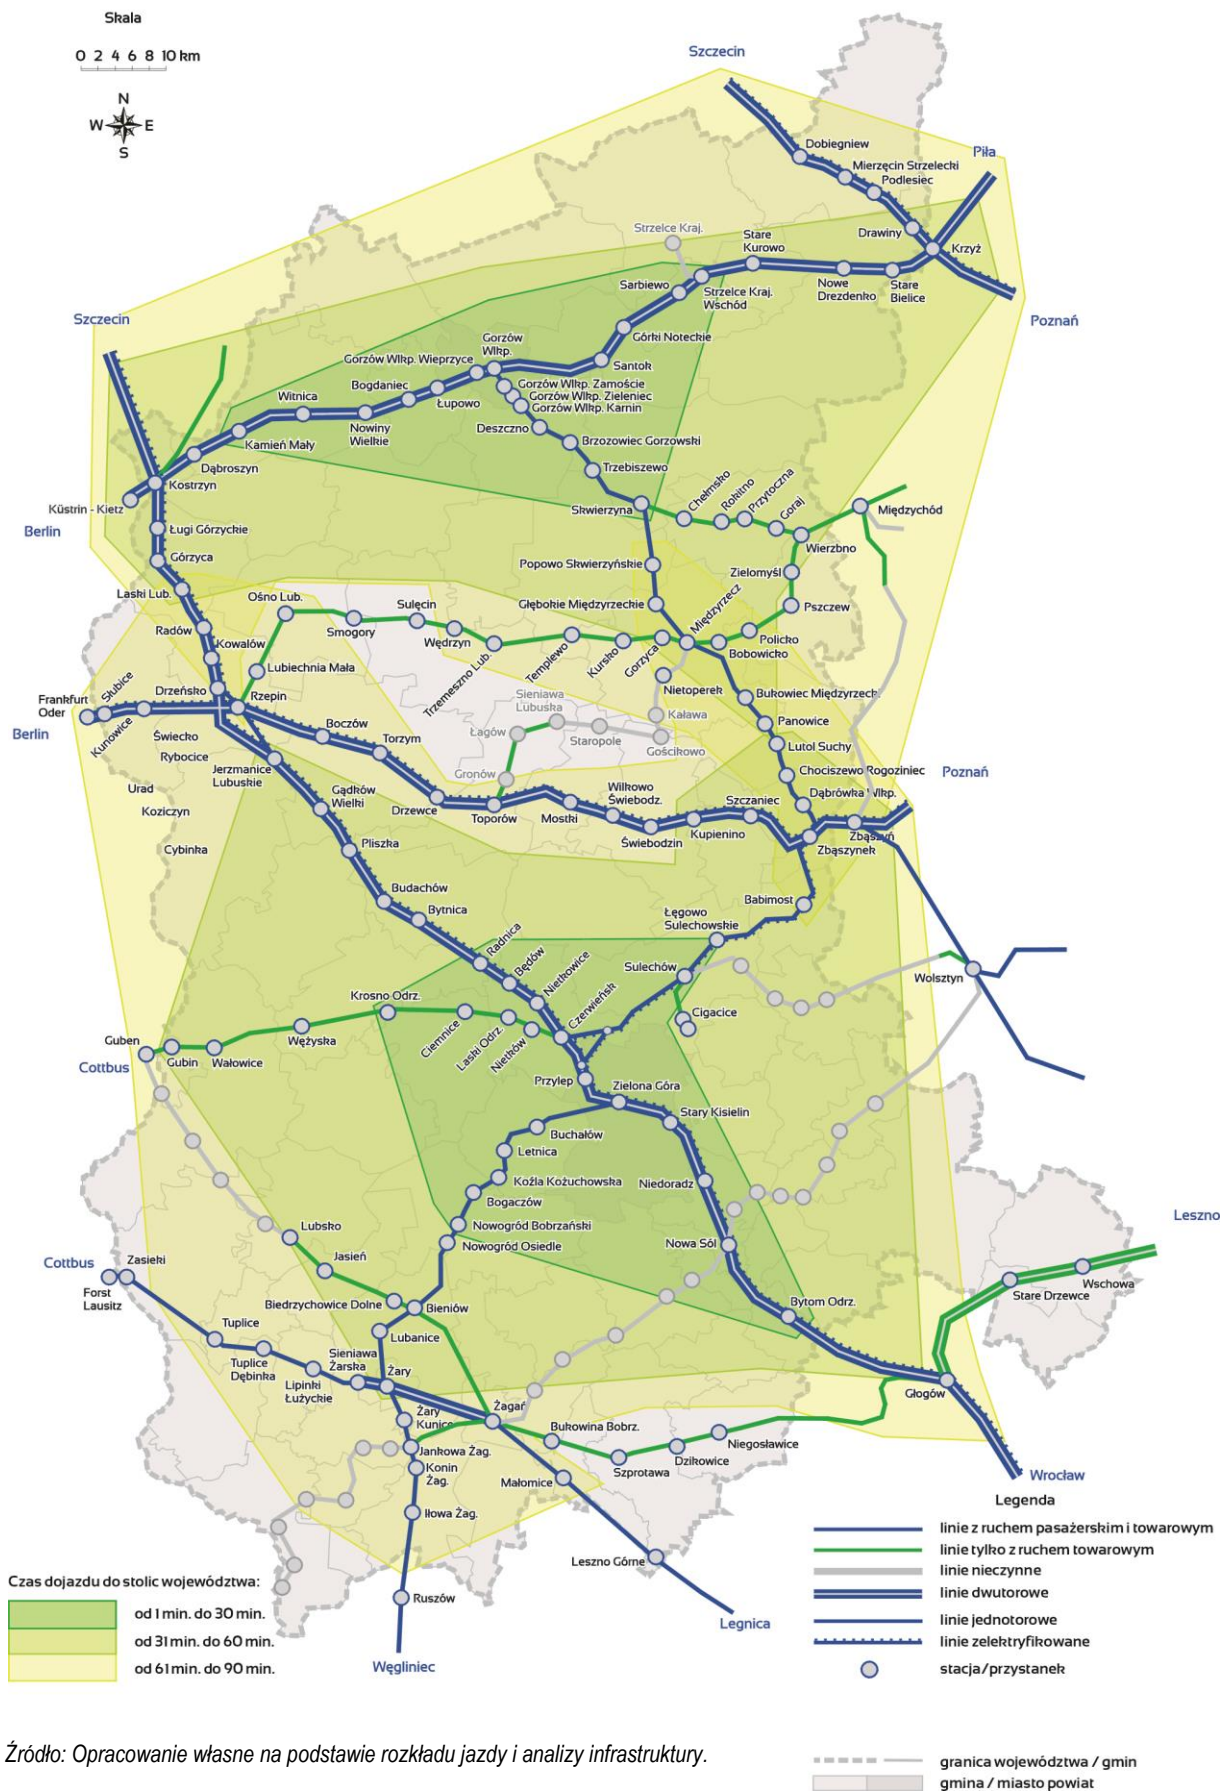 Skala
0 2 4 6 8 10 km
N
W E
S
Szczecin
Dobiegniew
Mierzęcin Strzelecki
Podlesiec
Piła
Drawiny
Krzyż
Strzelce Kraj.
Stare
Kurowo
Sarbiewo
Strzelce Kraj.
Wschód
Nowe
Drezdenko
Stare
Bielice
Poznań
Szczecin
Górki Noteckie
Gorzów
Wlkp.
Gorzów Wlkp. Wieprzyce
Santok
Bogdaniec
Gorzów Wlkp. Zamoście
Gorzów Wlkp. Zieleniec
Gorzów Wlkp. Karnin
Witnica
Łupowo
Nowiny
Wielkie
Deszczno
Brzozowiec Gorzowski
Kamień Mały
Dąbroszyn
Trzebiszewo
Kostrzyn
Küstrin - Kietz
Skwierzyna
Chełmsko
Rokitno
Przytoczna
Goraj
Międzychód
Berlin
Ługi Górzyckie
Wierzbno
Górzyca
Popowo Skwierzyńskie
Zielomyśl
Laski Lub.
Ośno Lub.
Sulęcin
Głębokie Międzyrzeckie
Międzyrzecz
Pszczew
Radów
Smogory
Wędrzyn
Policko
Kowalów
Trzemeszno Lub.
Templewo
Kursko
Gorzyca
Bobowicko
Lubiechnia Mała
Nietoperek
Drzeńsko
Rzepin
Bukowiec Międzyrzeck
Frankfurt
Oder
Słubice
Kunowice
Sieniawa
Lubuska
Kaława
Panowice
Berlin
Świecko
Boczów
Łagów
Staropole
Gościkowo
Lutol Suchy
Rybocice
Torzym
Jerzmanice
Lubuskie
Gronów
Chociszewo Rogoziniec
Poznań
Urad
Gądków
Wielki
Drzewce
Toporów
Mostki
Wilkowo
Świebodz.
Szczaniec
Dąbrówka Wlkp.
Koziczyn
Świebodzin
Kupienino
Zbąszyń
Zbąszynek
Cybinka
Pliszka
Budachów
Babimost
Bytnica
Łęgowo
Sulechowskie
Radnica
Będów
Nietkowice
Sulechów
Wolsztyn
Krosno Odrz.
Czerwieńsk
Cigacice
Ciemnice
Laski Odrz.
Nietków
Guben
Gubin
Wałowice
Wężyska
Cottbus
Przylep
Zielona Góra
Stary Kisielin
Buchałów
Letnica
Koźla Kożuchowska
Niedoradz
Bogaczów
Nowogród Bobrzański
Leszno
Lubsko
Nowogród Osiedle
Nowa Sól
Cottbus
Zasieki
Jasień
Forst
Lausitz
Biedrzychowice Dolne
Bieniów
Bytom Odrz.
Stare Drzewce
Wschowa
Tuplice
Lubanice
Tuplice
Dębinka
Sieniawa
Żarska
Żary
Lipinki
Łużyckie
Głogów
Żary
Kunice
Żagań
Bukowina Bobrz.
Niegosławice
Jankowa Żag.
Szprotawa
Dzikowice
Konin
Żag.
Małomice
Wrocław
Iłowa Żag.
Leszno Górne
Ruszów
Legnica
Węgliniec
Legenda
linie z ruchem pasażerskim i towarowym
linie tylko z ruchem towarowym
linie nieczynne
linie dwutorowe
linie jednotorowe
linie zelektryfikowane
stacja/przystanek
Czas dojazdu do stolic województwa:
od 1 min. do 30 min.
od 31 min. do 60 min.
od 61 min. do 90 min.
Źródło: Opracowanie własne na podstawie rozkładu jazdy i analizy infrastruktury.
granica województwa / gmin
gmina / miasto powiat